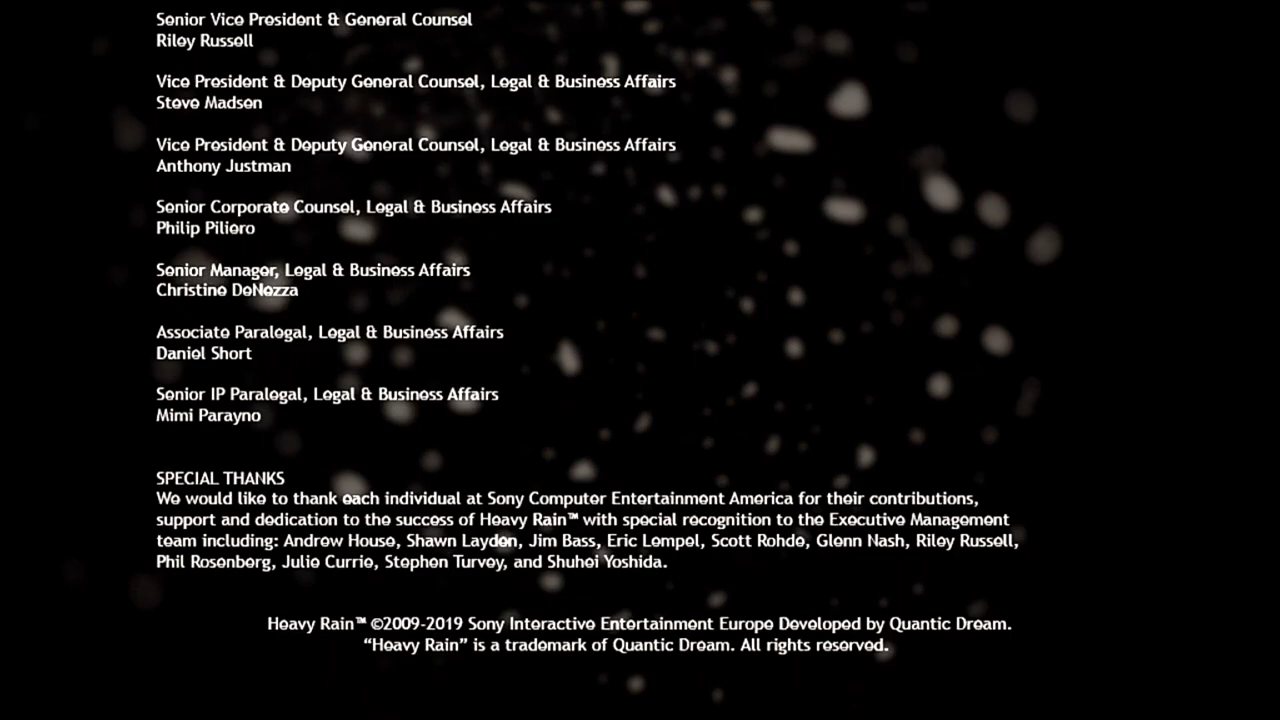 Senior Vice President & General Counsel
Riley Russell
Vice President & Deputy General Counsel, Legal & Business Affairs
Steve Madsen
Vice President & Deputy General Counsel, Legal & Business Affairs
Anthony Justman
Senior Corporate Counsel, Legal & Business Affairs
Philip Piliero
Senior Manager, Legal & Business Affairs
Christine DeNezza
Associate Paralegal, Legal & Business Affairs
Daniel Short
Senior IP Paralegal, Legal & Business Affairs
Mimi Parayno
SPECIAL THANKS
We would like to thank each individual at Sony Computer Entertainment America for their contributions,
support and dedication to the success of Heavy Rain™ with special recognition to the Executive Management
team including: Andrew House, Shawn Layden, Jim Bass, Eric Lempel, Scott Rohde, Glenn Nash, Riley Russell,
Phil Rosenberg, Julie Currie, Stephen Turvey, and Shuhei Yoshida.
Heavy Rain™ ©2009-2019 Sony Interactive Entertainment Europe Developed by Quantic Dream.
“Heavy Rain” is a trademark of Quantic Dream. All rights reserved.